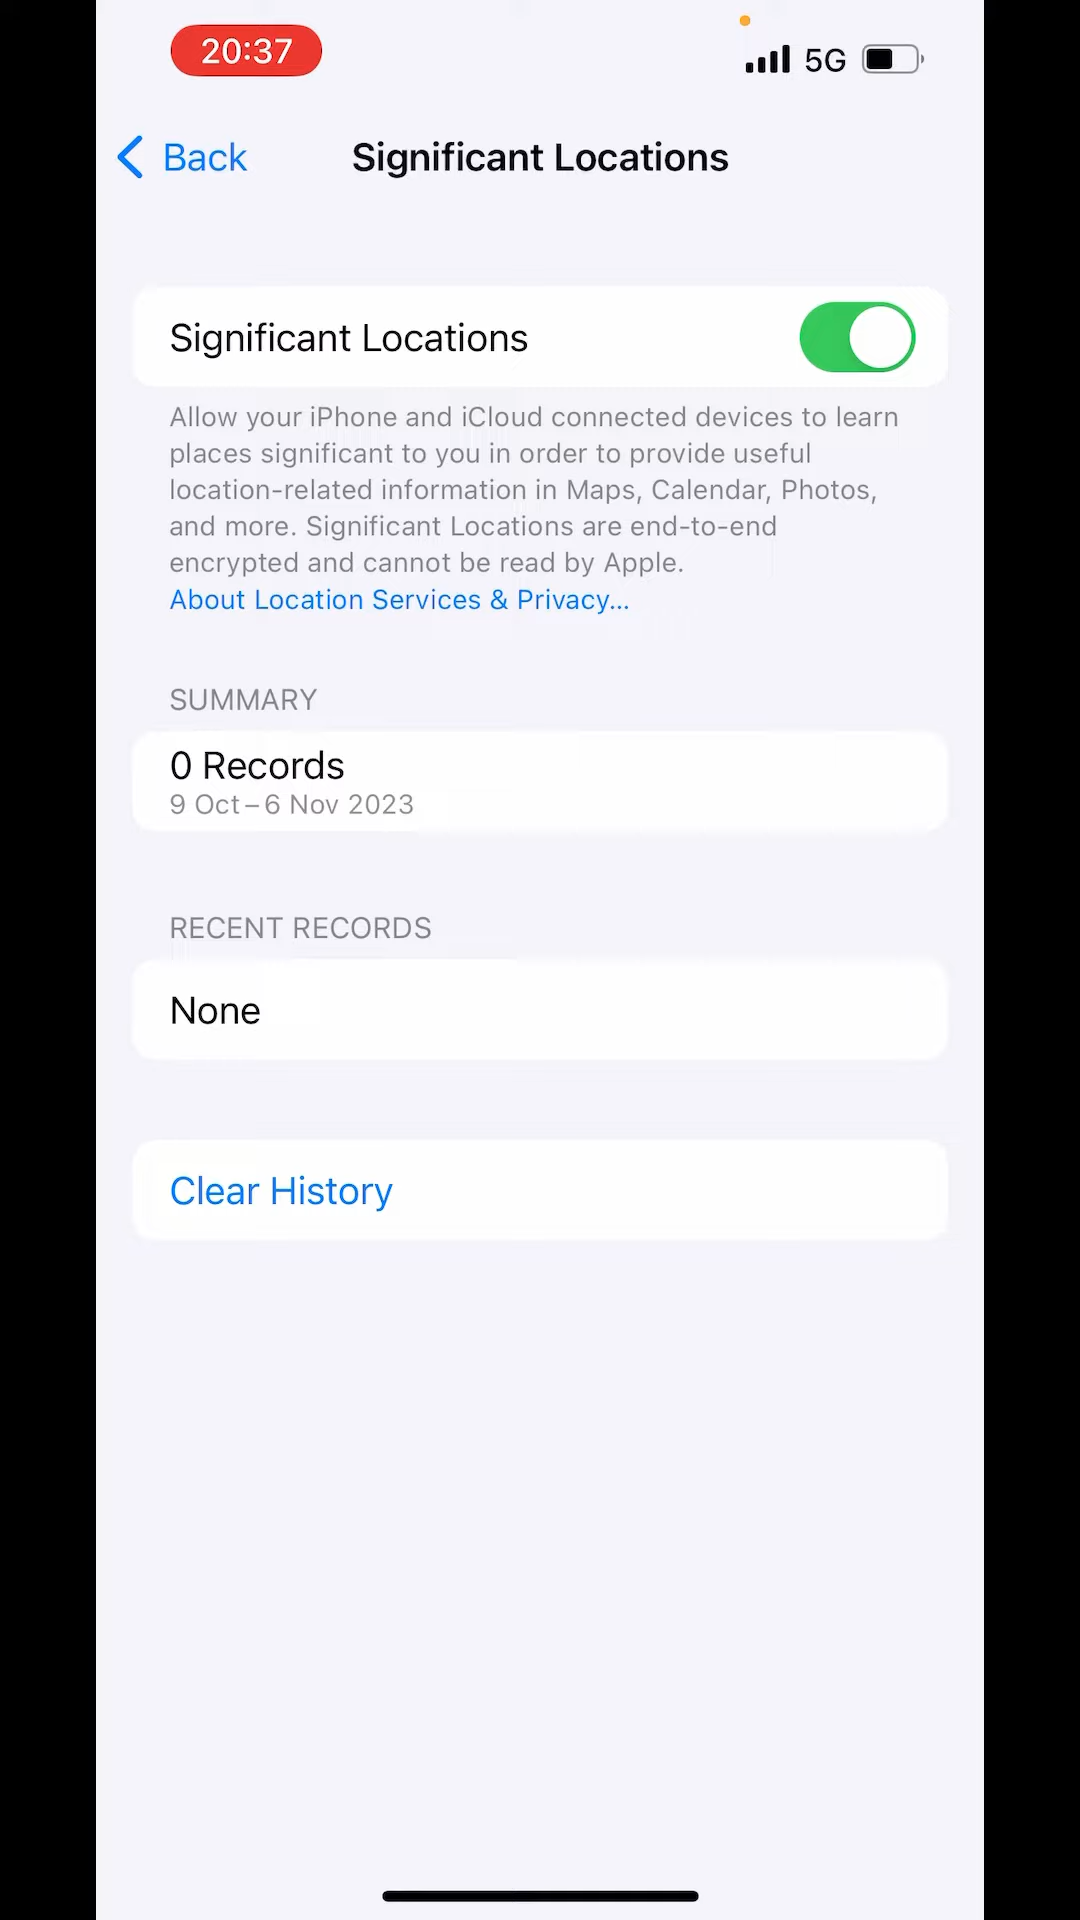 20:37
5G
Back
Significant Locations
Significant Locations
Allow your iPhone and iCloud connected devices to learn
places significant to you in order to provide useful
location-related information in Maps, Calendar, Photos,
and more. Significant Locations are end-to-end
encrypted and cannot be read by Apple.
About Location Services & Privacy...
SUMMARY
0 Records
9 Oct – 6 Nov 2023
RECENT RECORDS
None
Clear History